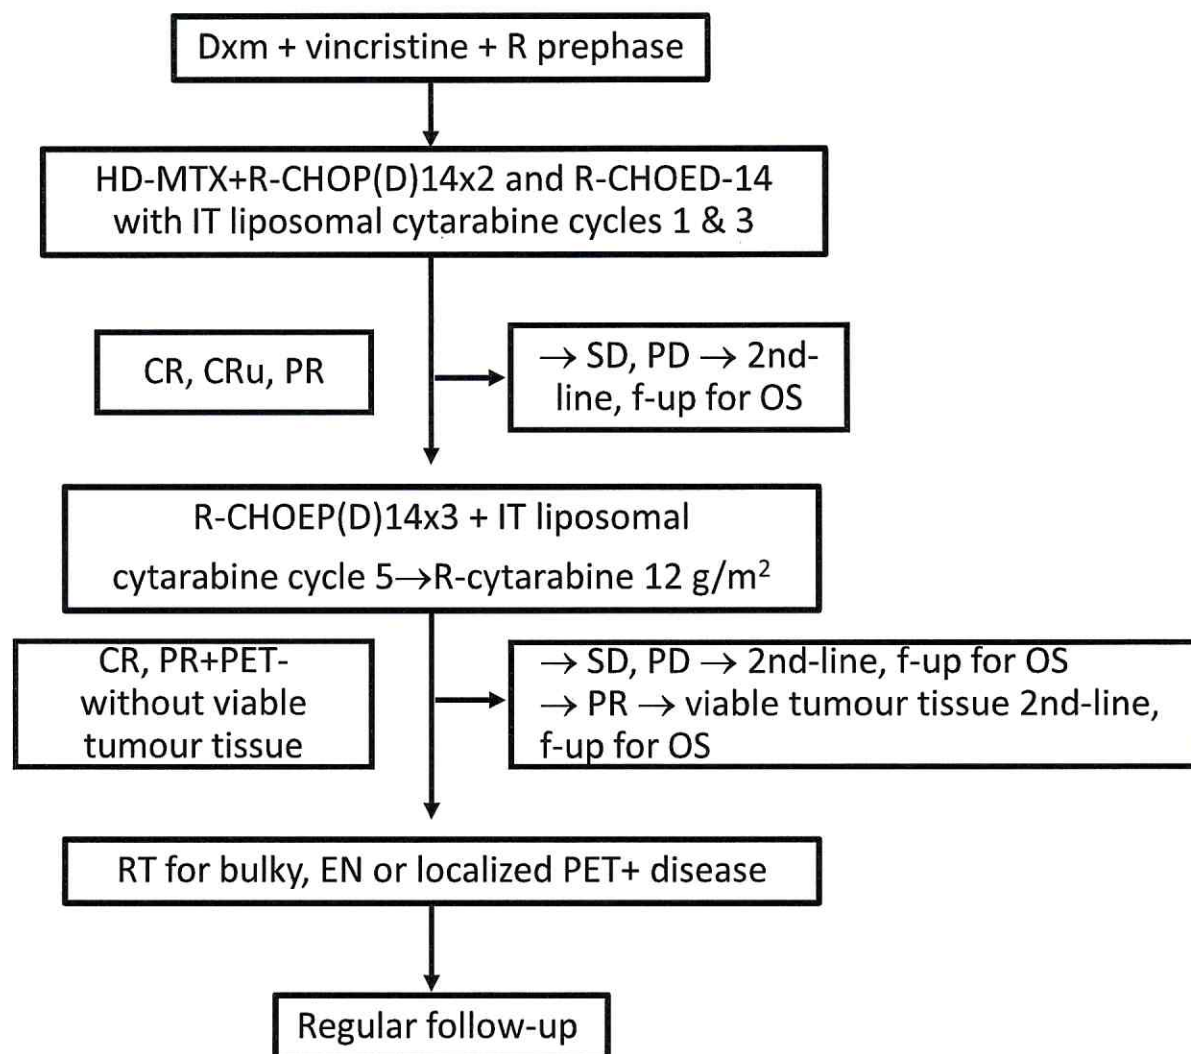 Dxm + vincristine + R prephase
HD-MTX+R-CHOP(D)14x2 and R-CHOED-14
with IT liposomal cytarabine cycles 1 & 3
CR, CRu, PR
→ SD, PD → 2nd-
line, f-up for OS
R-CHOEP(D)14x3 + IT liposomal
cytarabine cycle 5→R-cytarabine 12 g/m²
CR, PR+PET-
without viable
tumour tissue
→ SD, PD → 2nd-line, f-up for OS
→ PR → viable tumour tissue 2nd-line,
f-up for OS
RT for bulky, EN or localized PET+ disease
Regular follow-up